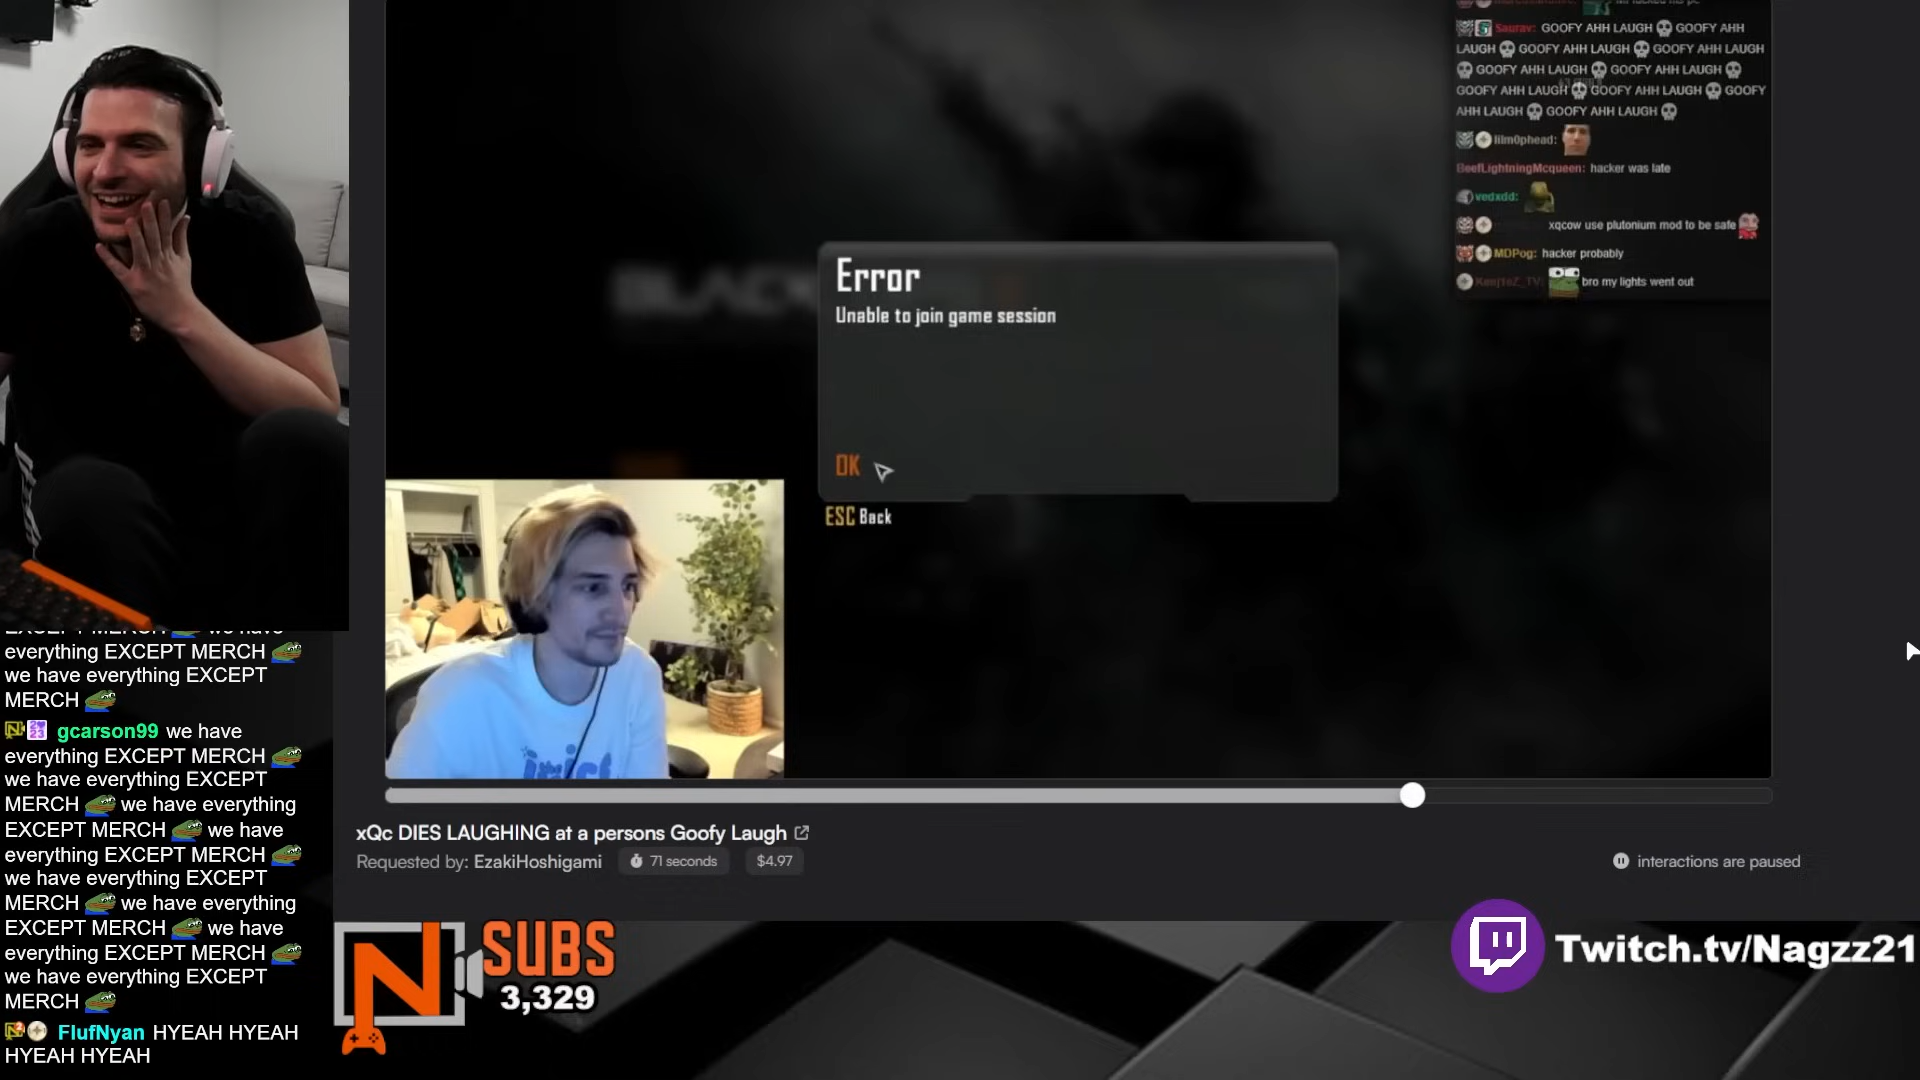 Saurav: GOOFY AHH LAUGH GOOFY AHH
LAUGH GOOFY AHH LAUGH GOOFY AHH LAUGH
GOOFY AHH LAUGH GOOFY AHH LAUGH
GOOFY AHH LAUGH GOOFY AHH LAUGH GOOFY
AHH LAUGH GOOFY AHH LAUGH
lilm0phead:
BeefLightningMcqueen: hacker was late
vedxdd:
xqcow use plutonium mod to be safe
MDPog: hacker probably
bro my lights went out
BLACK
Error
Unable to join game session
OK
ESC Back
EXCEPT MERCH we have
everything EXCEPT MERCH
we have everything EXCEPT
MERCH
gcarson99 we have
everything EXCEPT MERCH
we have everything EXCEPT
MERCH we have everything
EXCEPT MERCH we have
everything EXCEPT MERCH
we have everything EXCEPT
MERCH we have everything
EXCEPT MERCH we have
everything EXCEPT MERCH
we have everything EXCEPT
MERCH
FlufNyan HYEAH HYEAH
HYEAH HYEAH
xQc DIES LAUGHING at a persons Goofy Laugh
Requested by: EzakiHoshigami 71 seconds $4.97
interactions are paused
N SUBS
3,329
Twitch.tv/Nagzz21